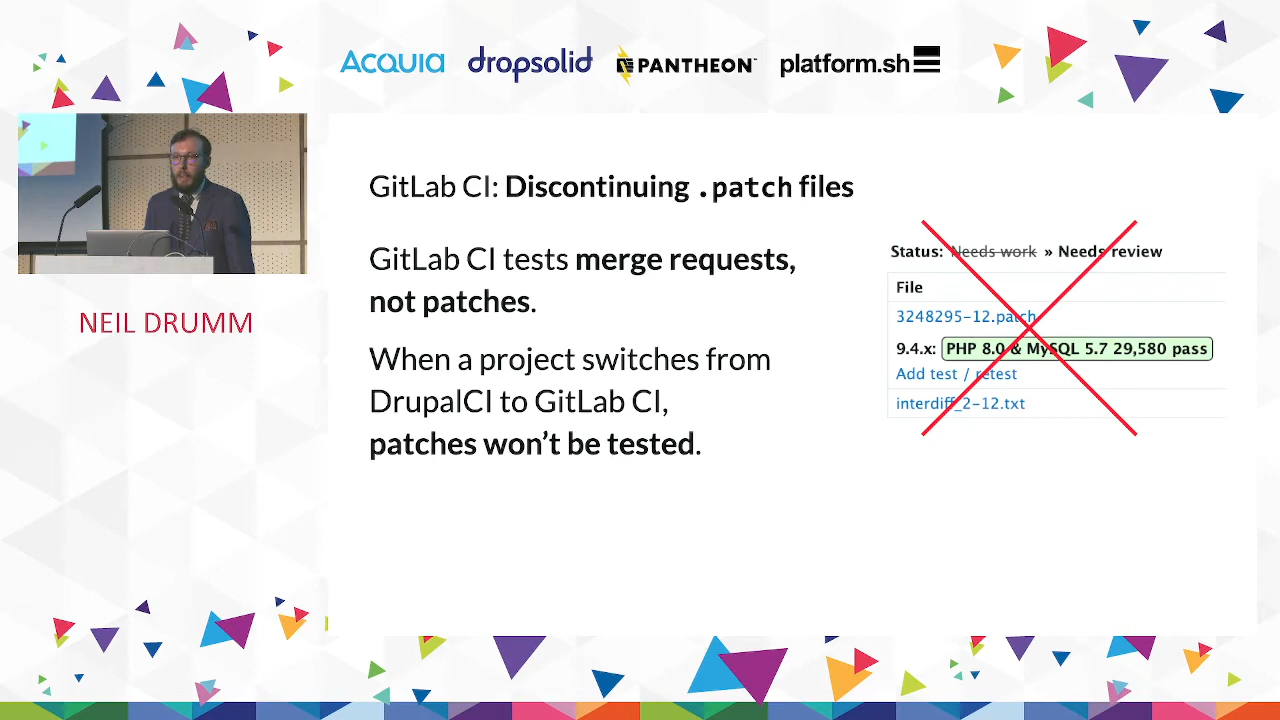 Acquia
dropsolid
PANTHEON
platform.sh
GitLab CI: Discontinuing .patch files
GitLab CI tests merge requests,
not patches.
When a project switches from
DrupalCI to GitLab CI,
patches won’t be tested.
Status: Needs work » Needs review
File
3248295-12.patch
9.4.x: PHP 8.0 & MySQL 5.7 29,580 pass
Add test / retest
interdiff_2-12.txt
NEIL DRUMM